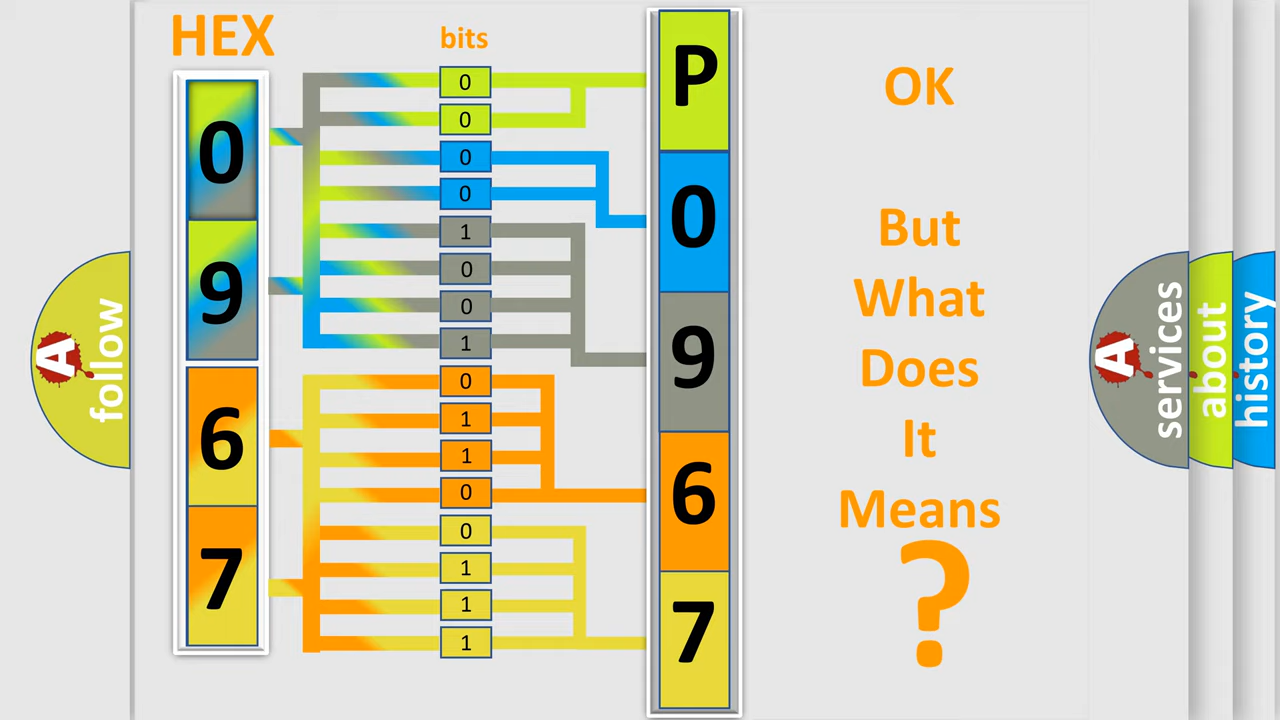 HEX
bits
0
9
6
7
0
0
0
0
1
0
0
1
0
1
1
0
0
1
1
1
P
0
9
6
7
OK
But
What
Does
It
Means
?
A
follow
A
services
about
history